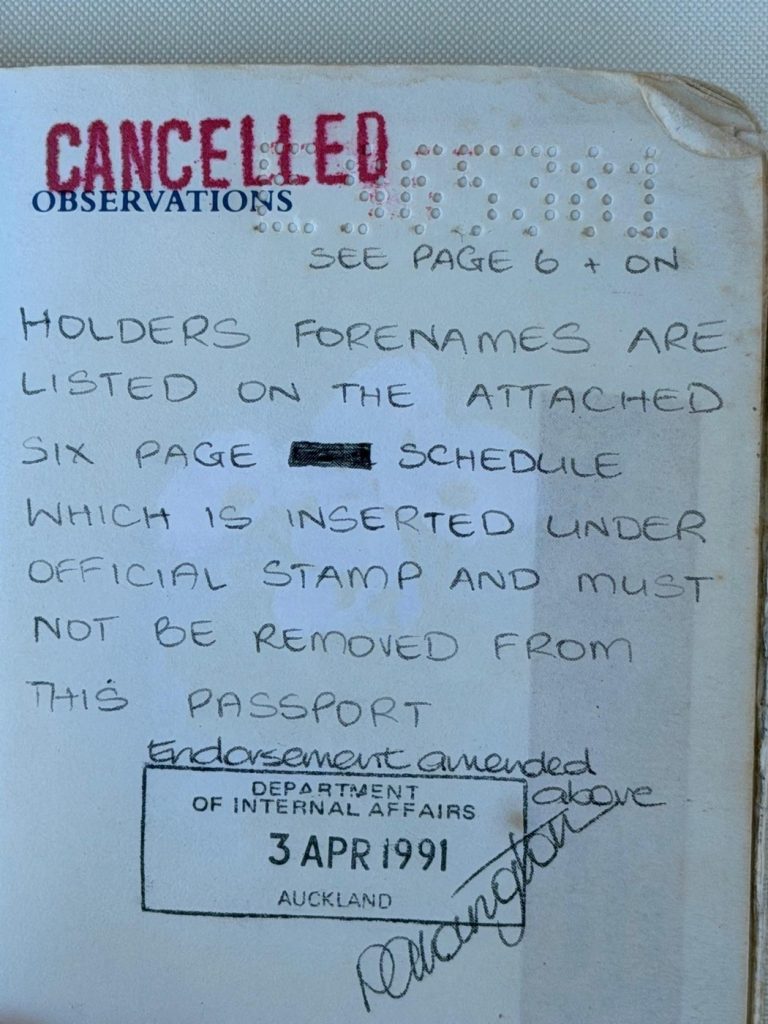 CANCELLED
OBSERVATIONS
SEE PAGE 6 + ON
HOLDERS FORENAMES ARE
LISTED ON THE ATTACHED
SIX PAGE SCHEDULE
WHICH IS INSERTED UNDER
OFFICIAL STAMP AND MUST
NOT BE REMOVED FROM
THIS PASSPORT
Endorsement amended
above
DEPARTMENT
OF INTERNAL AFFAIRS
3 APR 1991
AUCKLAND